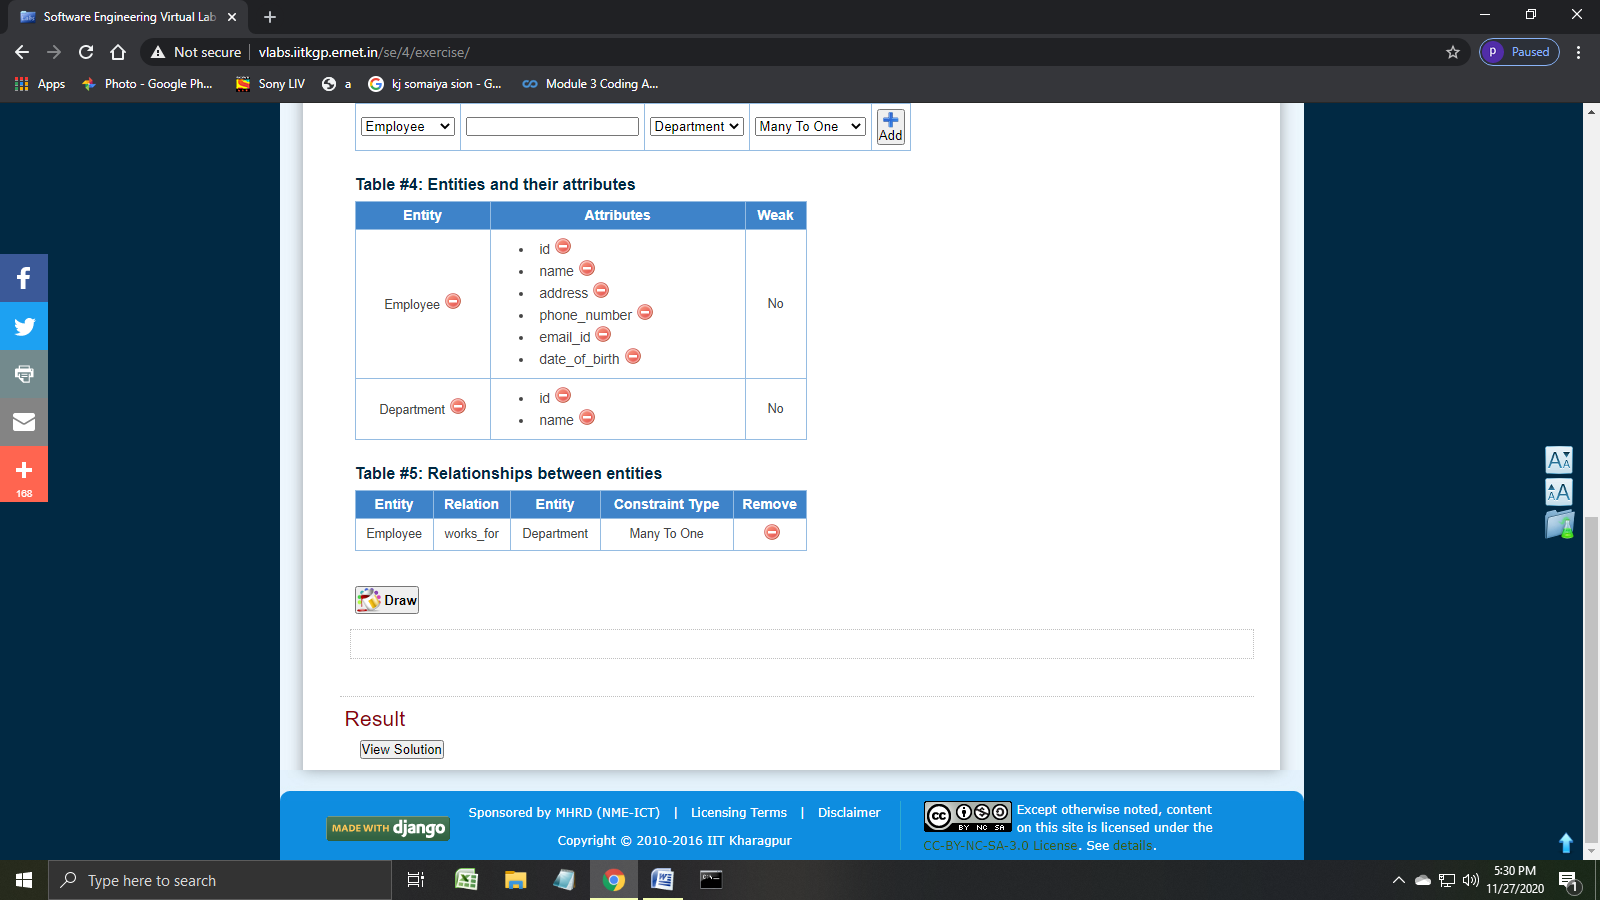 Software Engineering Virtual Lab
Not secure | vlabs.iitkgp.ernet.in/se/4/exercise/
P Paused
Apps Photo - Google Ph... Sony LIV a kj somaiya sion - G... Module 3 Coding A...
Employee Department Many To One Add
Table #4: Entities and their attributes
Entity Attributes Weak
Employee
id
name
address
phone_number
email_id
date_of_birth
No
Department
id
name
No
Table #5: Relationships between entities
Entity Relation Entity Constraint Type Remove
Employee works_for Department Many To One
Draw
Result
View Solution
168
MADE WITH django
Sponsored by MHRD (NME-ICT) | Licensing Terms | Disclaimer
Copyright © 2010-2016 IIT Kharagpur
cc BY NC SA
Except otherwise noted, content
on this site is licensed under the
CC-BY-NC-SA-3.0 License. See details.
Type here to search
5:30 PM
11/27/2020
1